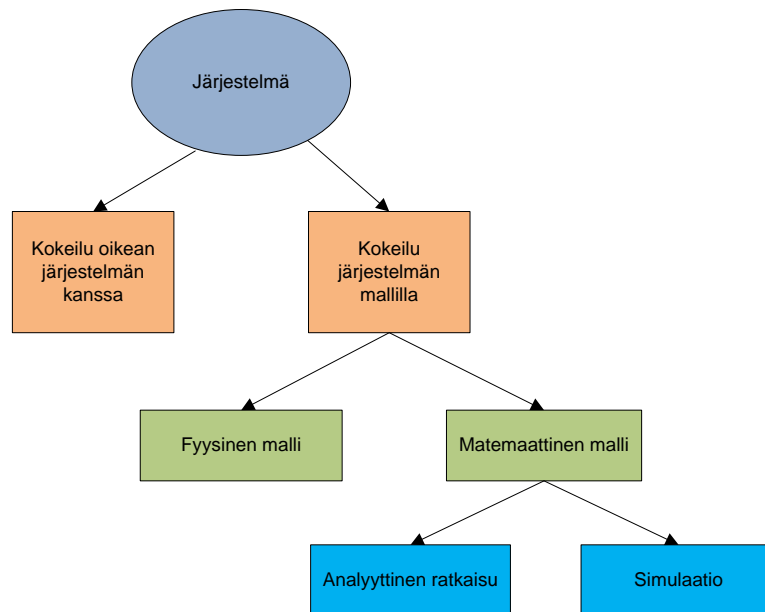 Järjestelmä
Kokeilu oikean
järjestelmän
kanssa
Kokeilu
järjestelmän
mallilla
Fyysinen malli
Matemaattinen malli
Analyyttinen ratkaisu
Simulaatio